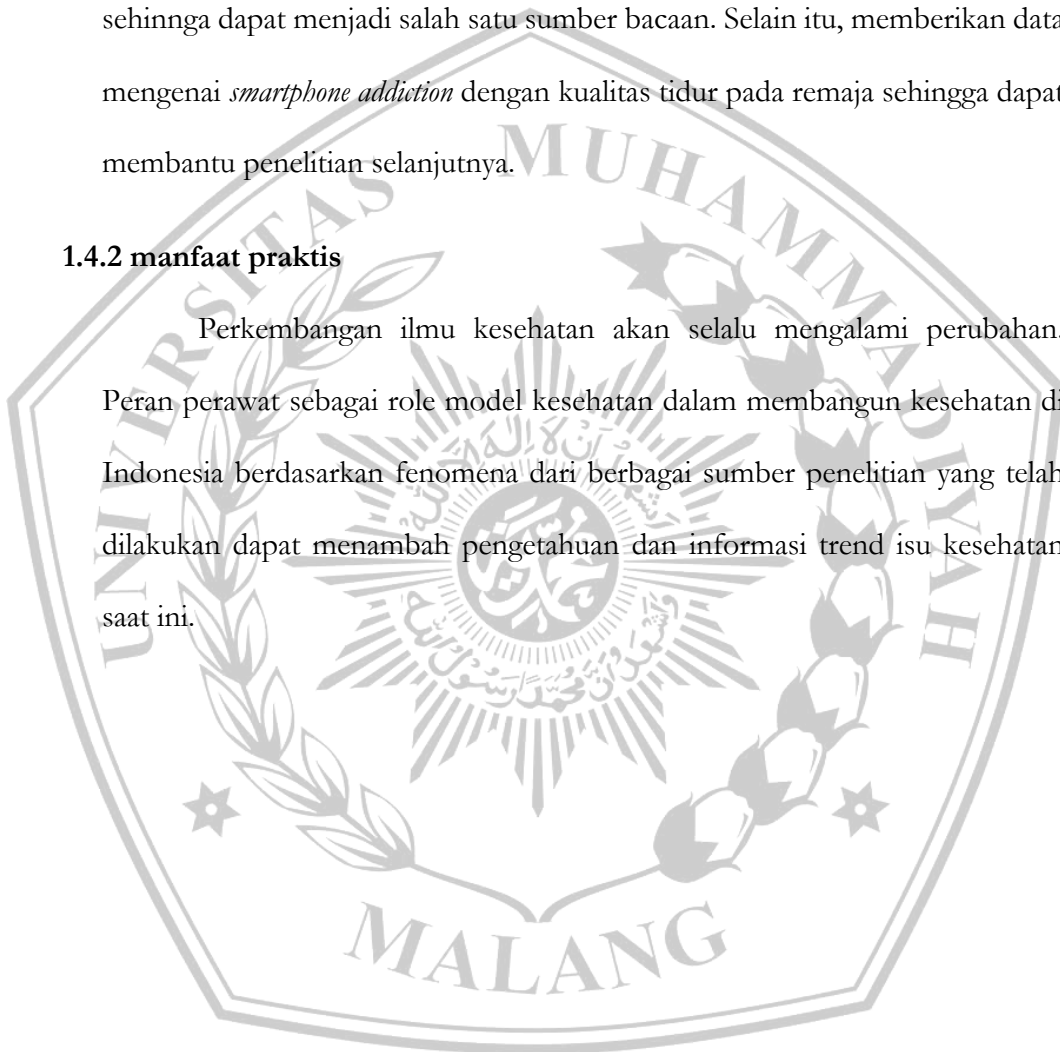 sehinnga dapat menjadi salah satu sumber bacaan. Selain itu, memberikan data
mengenai smartphone addiction dengan kualitas tidur pada remaja sehingga dapat
membantu penelitian selanjutnya.
1.4.2 manfaat praktis
Perkembangan ilmu kesehatan akan selalu mengalami perubahan.
Peran perawat sebagai role model kesehatan dalam membangun kesehatan di
Indonesia berdasarkan fenomena dari berbagai sumber penelitian yang telah
dilakukan dapat menambah pengetahuan dan informasi trend isu kesehatan
saat ini.
UNIVERSITAS MUHAMMADIYAH
MALANG